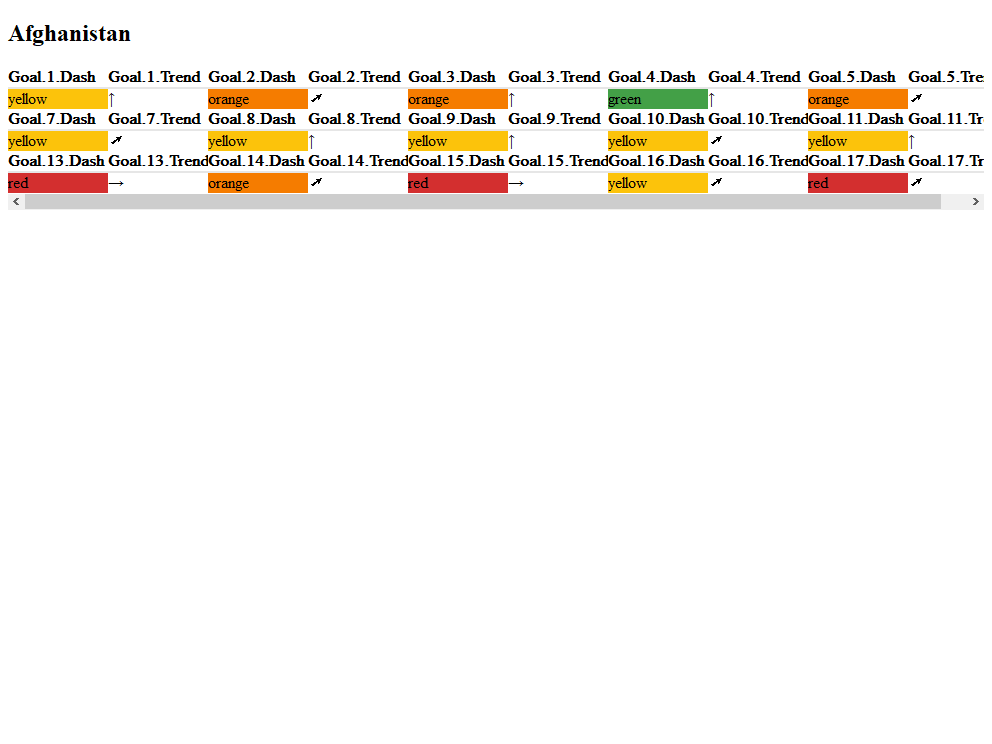 Afghanistan
Goal.1.Dash Goal.1.Trend Goal.2.Dash Goal.2.Trend Goal.3.Dash Goal.3.Trend Goal.4.Dash Goal.4.Trend Goal.5.Dash Goal.5.Tre
yellow ↑ orange ➚ orange ↑ green ↑ orange ➚
Goal.7.Dash Goal.7.Trend Goal.8.Dash Goal.8.Trend Goal.9.Dash Goal.9.Trend Goal.10.Dash Goal.10.Trend Goal.11.Dash Goal.11.Tr
yellow ➚ yellow ↑ yellow ↑ yellow ➚ yellow ↑
Goal.13.Dash Goal.13.Trend Goal.14.Dash Goal.14.Trend Goal.15.Dash Goal.15.Trend Goal.16.Dash Goal.16.Trend Goal.17.Dash Goal.17.T
red → orange ➚ red → yellow ➚ red ➚